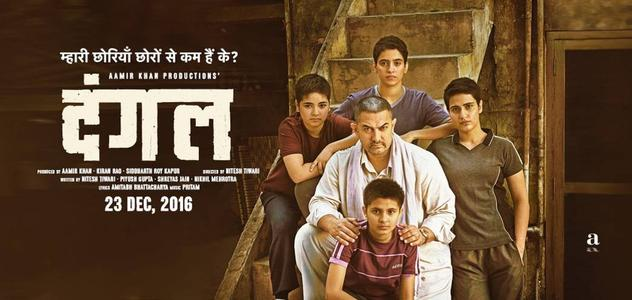 म्हारी छोरियाँ छोरों से कम हैं के?
AAMIR KHAN PRODUCTIONS'
दंगल
PRODUCED BY AAMIR KHAN · KIRAN RAO · SIDDHARTH ROY KAPUR DIRECTED BY NITESH TIWARI
WRITTEN BY NITESH TIWARI · PIYUSH GUPTA · SHREYAS JAIN · NIKHIL MEHROTRA
LYRICS AMITABH BHATTACHARYA MUSIC PRITAM
23 DEC, 2016
a